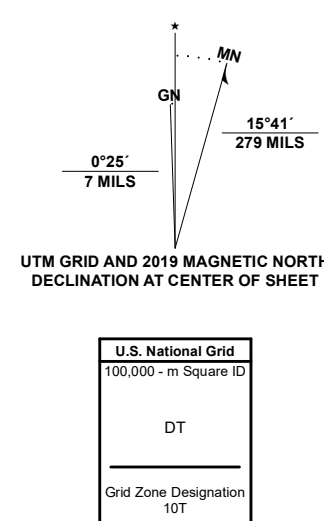 ★
MN
GN
15°41´
279 MILS
0°25´
7 MILS
UTM GRID AND 2019 MAGNETIC NORTH
DECLINATION AT CENTER OF SHEET
U.S. National Grid
100,000 - m Square ID
DT
Grid Zone Designation
10T